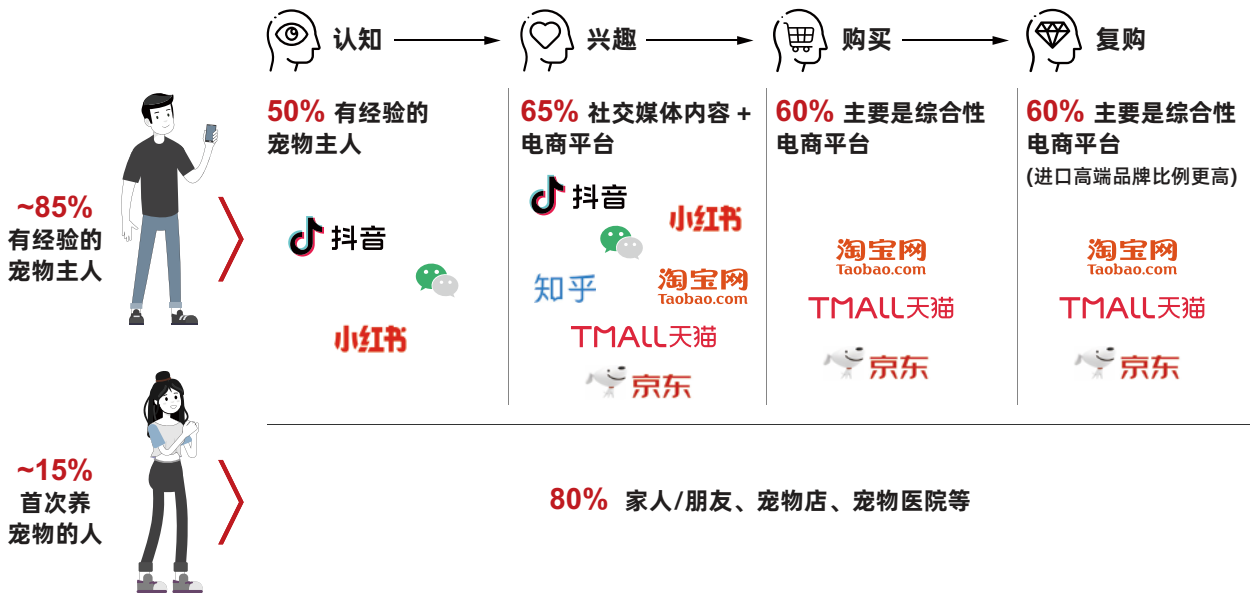 认知
兴趣
购买
复购
~85%
有经验的
宠物主人
50% 有经验的
宠物主人
抖音
小红书
65% 社交媒体内容 +
电商平台
抖音
小红书
知乎
淘宝网
Taobao.com
TMALL天猫
京东
60% 主要是综合性
电商平台
淘宝网
Taobao.com
TMALL天猫
京东
60% 主要是综合性
电商平台
(进口高端品牌比例更高)
淘宝网
Taobao.com
TMALL天猫
京东
~15%
首次养
宠物的人
80% 家人/朋友、宠物店、宠物医院等